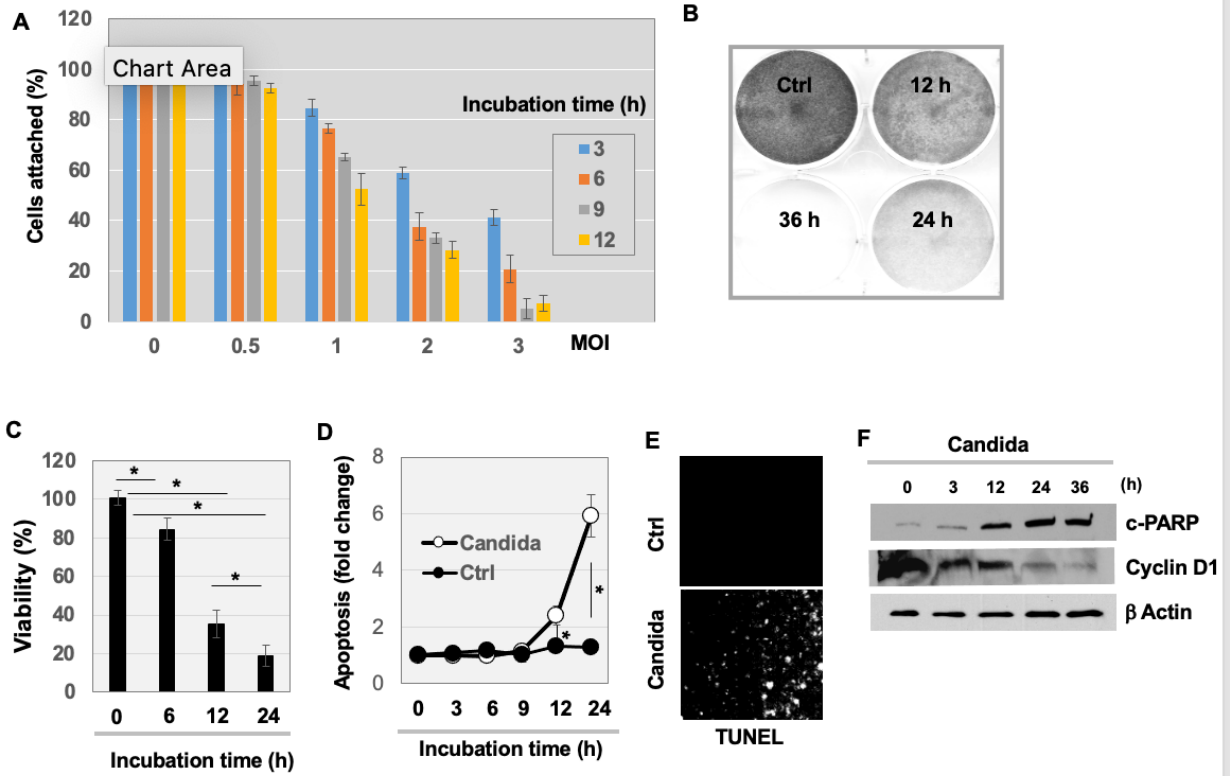 A
120
100
80
60
40
20
0
Cells attached (%)
Chart Area
Incubation time (h)
3
6
9
12
0 0.5 1 2 3 MOI
B
Ctrl 12 h
36 h 24 h
C
120
100
80
60
40
20
0
Viability (%)
* * * *
0 6 12 24
Incubation time (h)
D
8
6
4
2
0
Apoptosis (fold change)
Candida
Ctrl
* *
0 3 6 9 12 24
Incubation time (h)
E
Ctrl
Candida
TUNEL
F
Candida
0 3 12 24 36 (h)
c-PARP
Cyclin D1
β Actin